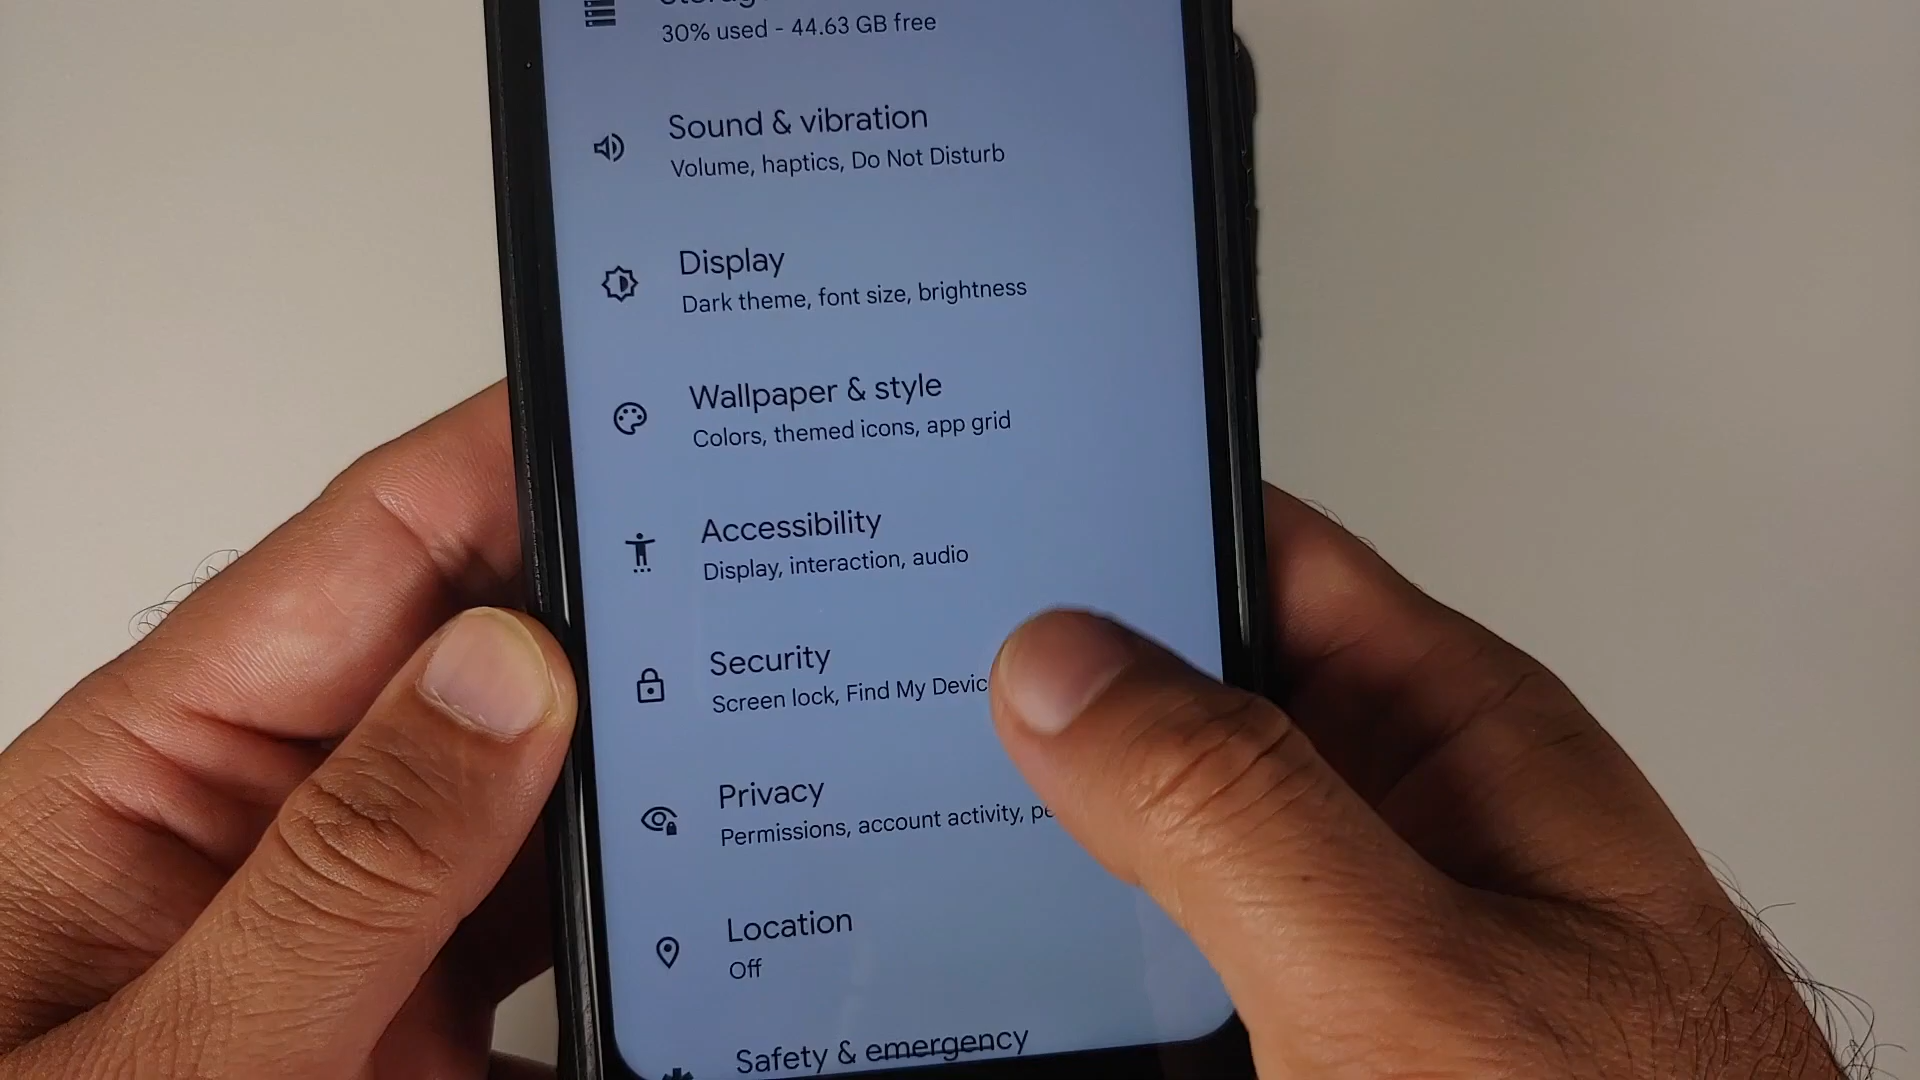 30% used - 44.63 GB free
Sound & vibration
Volume, haptics, Do Not Disturb
Display
Dark theme, font size, brightness
Wallpaper & style
Colors, themed icons, app grid
Accessibility
Display, interaction, audio
Security
Screen lock, Find My Devic
Privacy
Permissions, account activity, pe
Location
Off
Safety & emergency